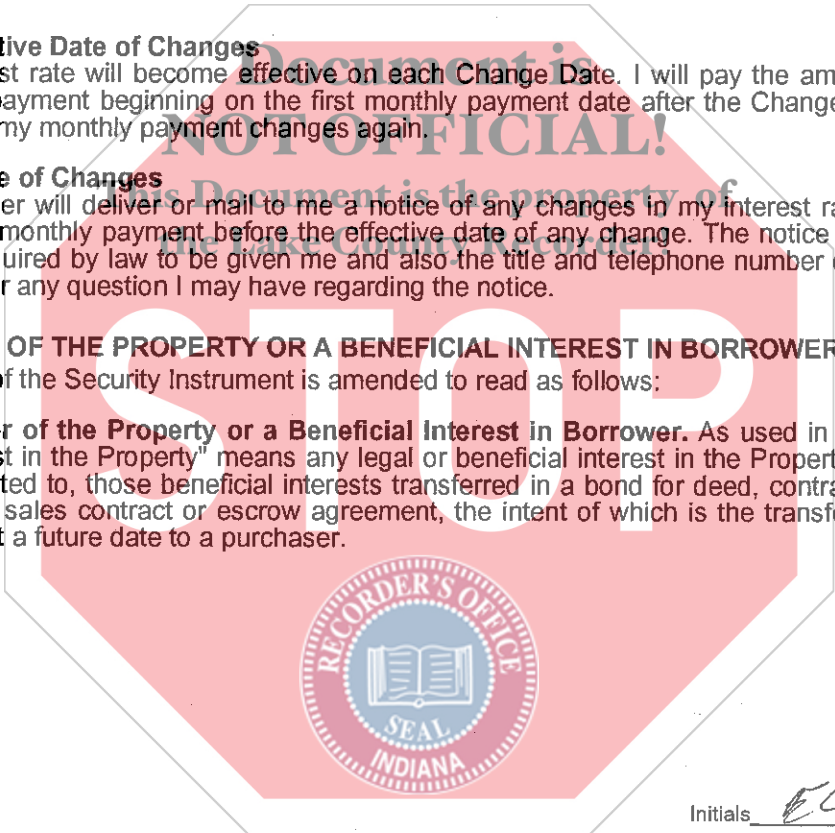 tive Date of Changes
st rate will become effective on each Change Date. I will pay the am
ayment beginning on the first monthly payment date after the Change
my monthly payment changes again.
e of Changes
er will deliver or mail to me a notice of any changes in my interest ra
monthly payment before the effective date of any change. The notice
uired by law to be given me and also the title and telephone number
r any question I may have regarding the notice.
OF THE PROPERTY OR A BENEFICIAL INTEREST IN BORROWER
of the Security Instrument is amended to read as follows:
r of the Property or a Beneficial Interest in Borrower. As used in
st in the Property" means any legal or beneficial interest in the Propert
ted to, those beneficial interests transferred in a bond for deed, contra
sales contract or escrow agreement, the intent of which is the transf
t a future date to a purchaser.
Document is
NOT OFFICIAL!
This Document is the property of
the Lake County Recorder!
STOP
RECORDER'S OFFICE
SEAL
INDIANA
Initials